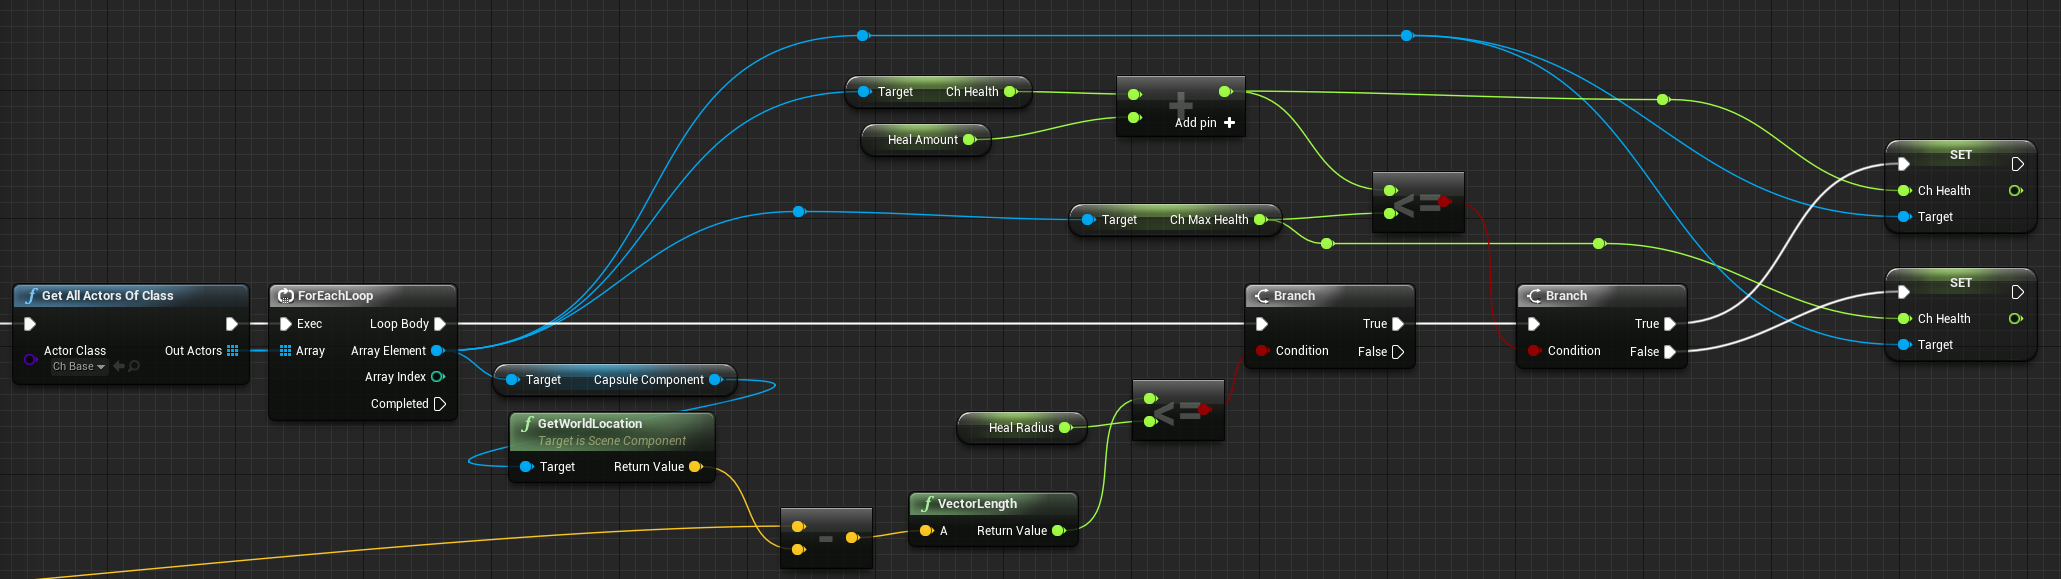 Target Ch Health
Add pin
Heal Amount
SET
Ch Health
Target
Target Ch Max Health
<=
SET
Ch Health
Target
f Get All Actors Of Class
Actor Class Out Actors
Ch Base
ForEachLoop
Exec Loop Body
Array Array Element
Array Index
Completed
Branch
True
Condition False
Branch
True
Condition False
Target Capsule Component
f GetWorldLocation
Target is Scene Component
Target Return Value
Heal Radius
<=
f VectorLength
A Return Value